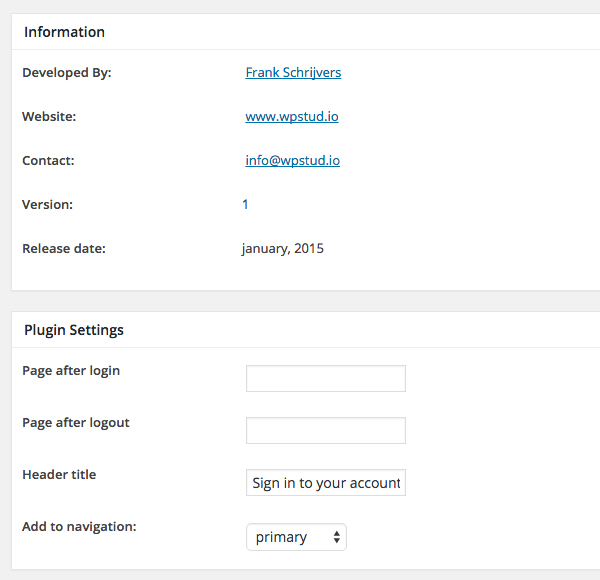 Information
Developed By: Frank Schrijvers
Website: www.wpstud.io
Contact: info@wpstud.io
Version: 1
Release date: january, 2015
Plugin Settings
Page after login
Page after logout
Header title Sign in to your account
Add to navigation: primary